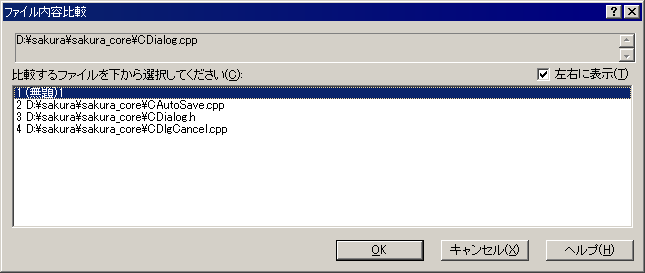 ファイル内容比較
D:¥sakura¥sakura_core¥CDialog.cpp
比較するファイルを下から選択してください(C):
左右に表示(T)
1 (無題)1
2 D:¥sakura¥sakura_core¥CAutoSave.cpp
3 D:¥sakura¥sakura_core¥CDialog.h
4 D:¥sakura¥sakura_core¥CDlgCancel.cpp
OK
キャンセル(X)
ヘルプ(H)